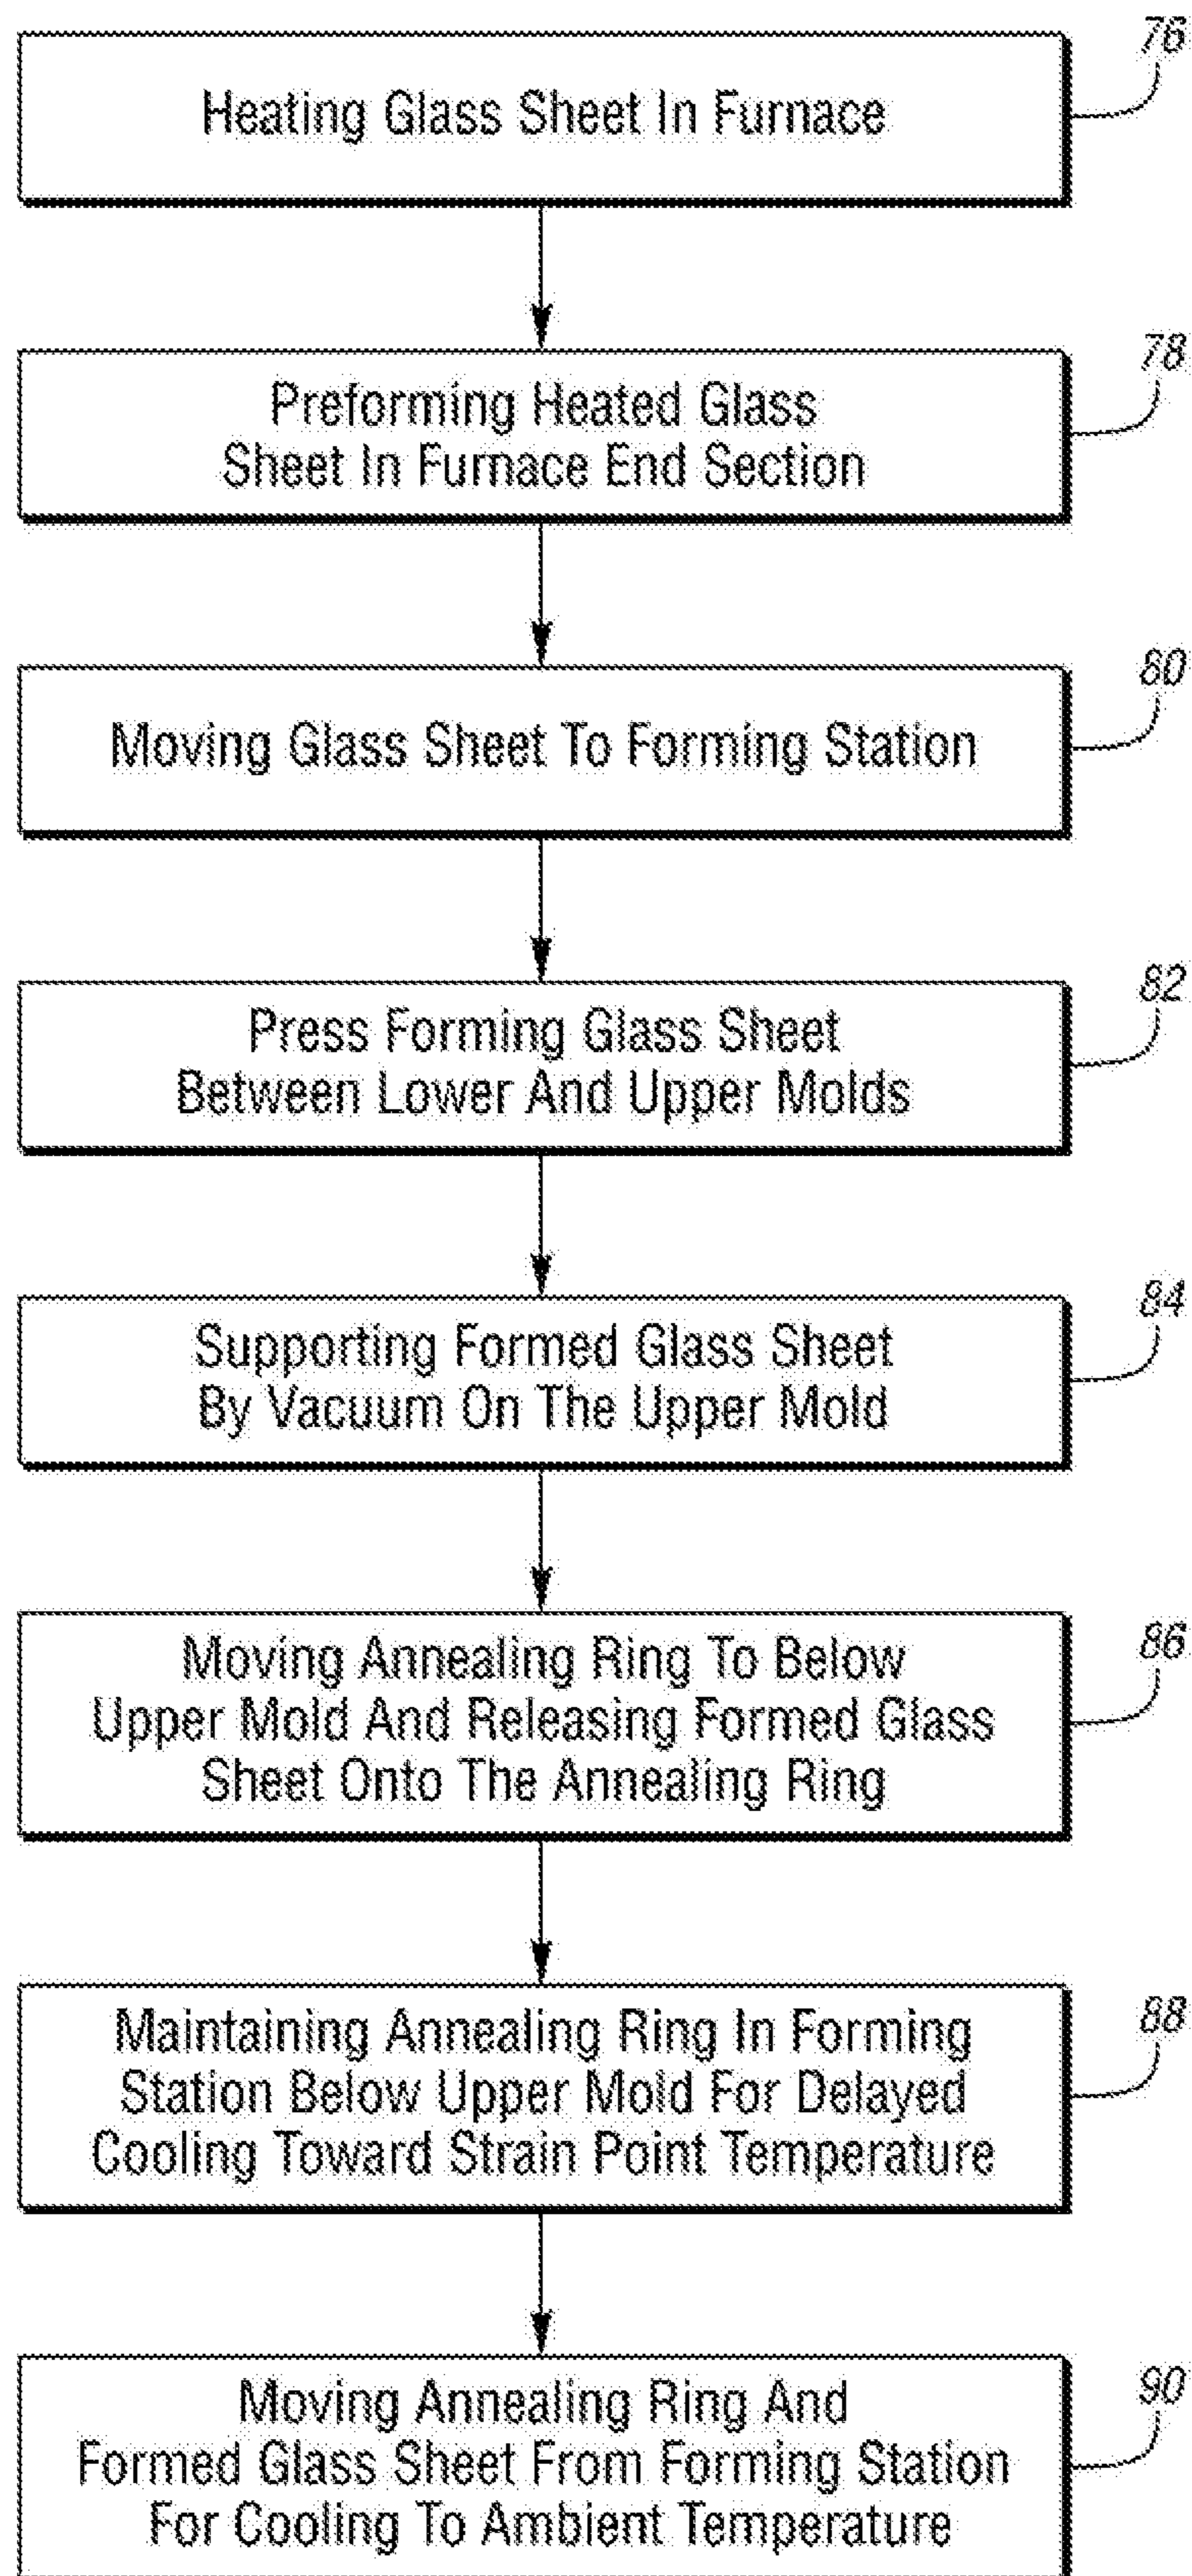 76
Heating Glass Sheet In Furnace
78
Preforming Heated Glass
Sheet In Furnace End Section
80
Moving Glass Sheet To Forming Station
82
Press Forming Glass Sheet
Between Lower And Upper Molds
84
Supporting Formed Glass Sheet
By Vacuum On The Upper Mold
86
Moving Annealing Ring To Below
Upper Mold And Releasing Formed Glass
Sheet Onto The Annealing Ring
88
Maintaining Annealing Ring In Forming
Station Below Upper Mold For Delayed
Cooling Toward Strain Point Temperature
90
Moving Annealing Ring And
Formed Glass Sheet From Forming Station
For Cooling To Ambient Temperature